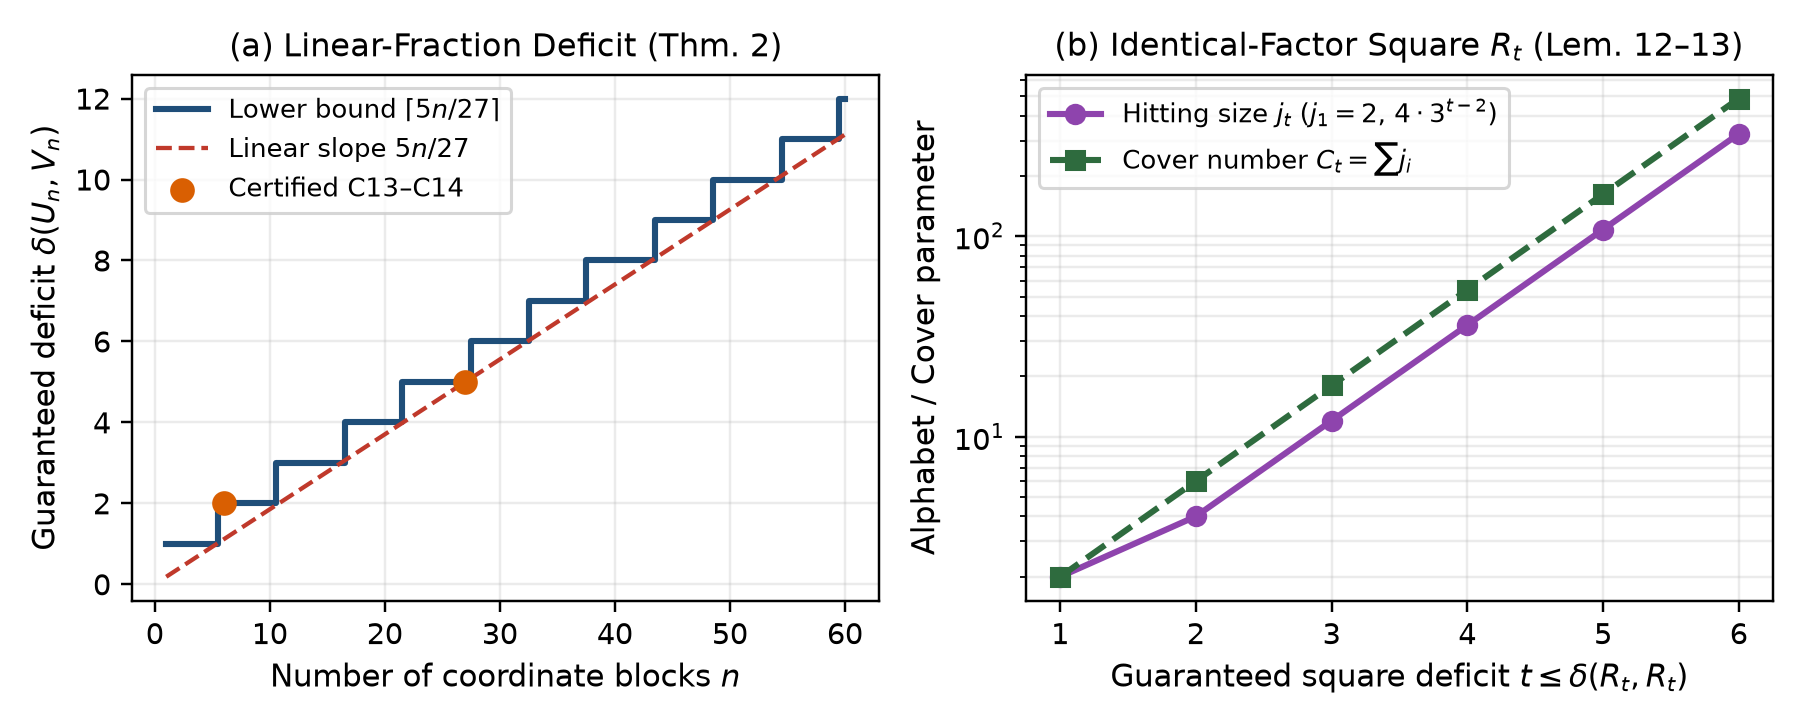 (a) Linear-Fraction Deficit (Thm. 2)
Guaranteed deficit δ(Uₙ, Vₙ)
12
10
8
6
4
2
0
Lower bound ⌈5n/27⌉
Linear slope 5n/27
Certified C13–C14
0 10 20 30 40 50 60
Number of coordinate blocks n
(b) Identical-Factor Square Rₜ (Lem. 12–13)
Alphabet / Cover parameter
10²
10¹
Hitting size jₜ (j₁ = 2, 4 · 3ᵗ⁻²)
Cover number Cₜ = ∑jᵢ
1 2 3 4 5 6
Guaranteed square deficit t ≤ δ(Rₜ, Rₜ)